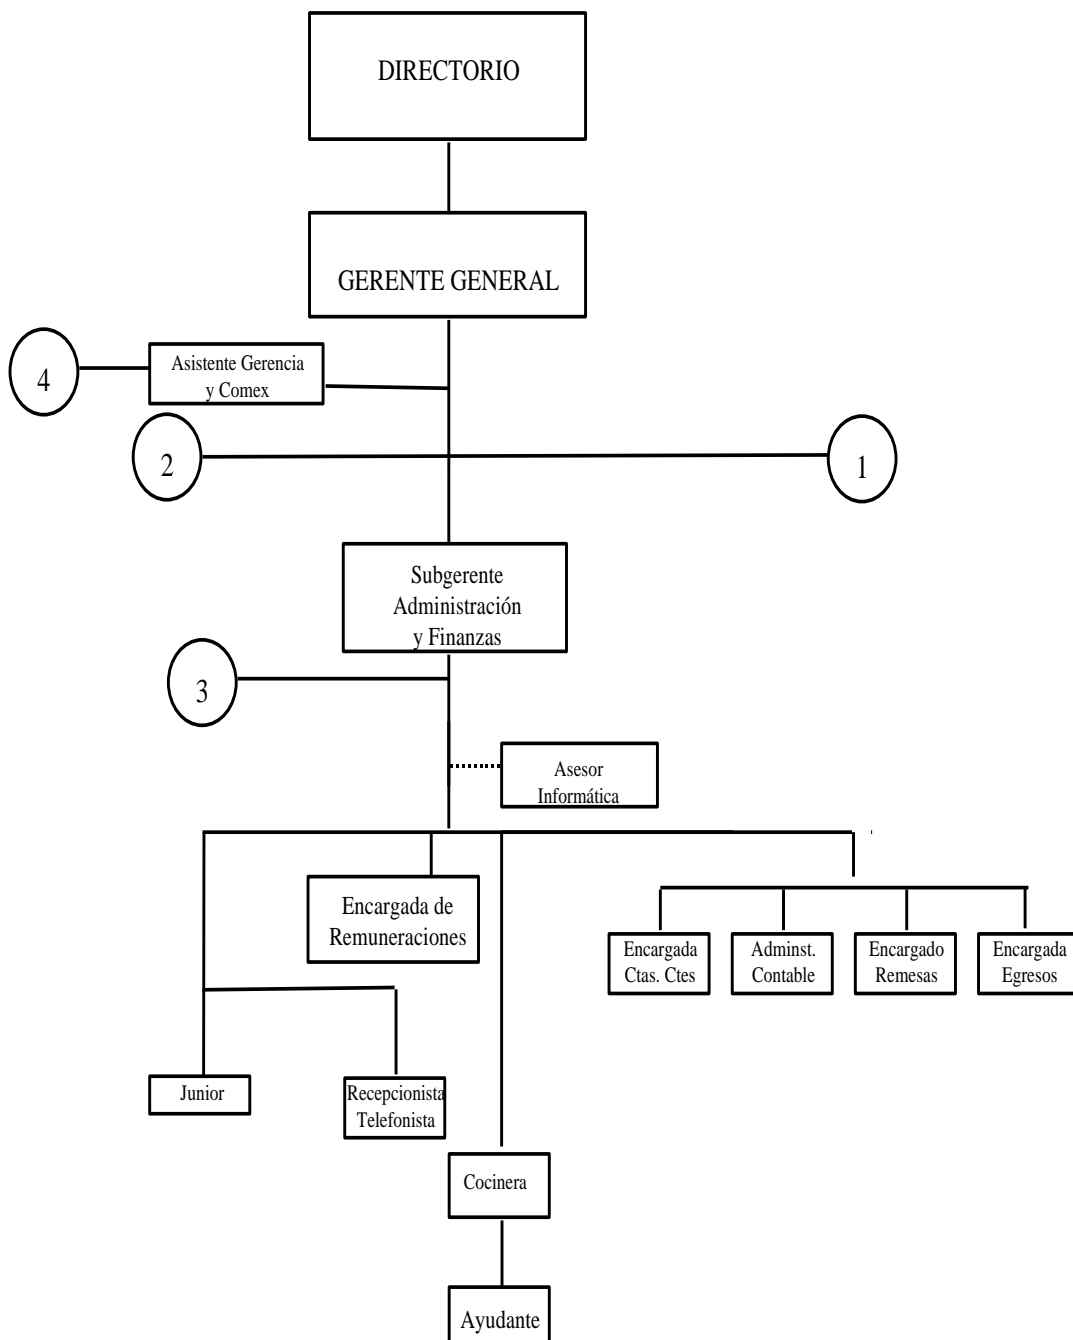 DIRECTORIO
GERENTE GENERAL
4
Asistente Gerencia
y Comex
2
1
Subgerente
Administración
y Finanzas
3
Asesor
Informática
Encargada de
Remuneraciones
Encargada
Ctas. Ctes
Adminst.
Contable
Encargado
Remesas
Encargada
Egresos
Junior
Recepcionista
Telefonista
Cocinera
Ayudante